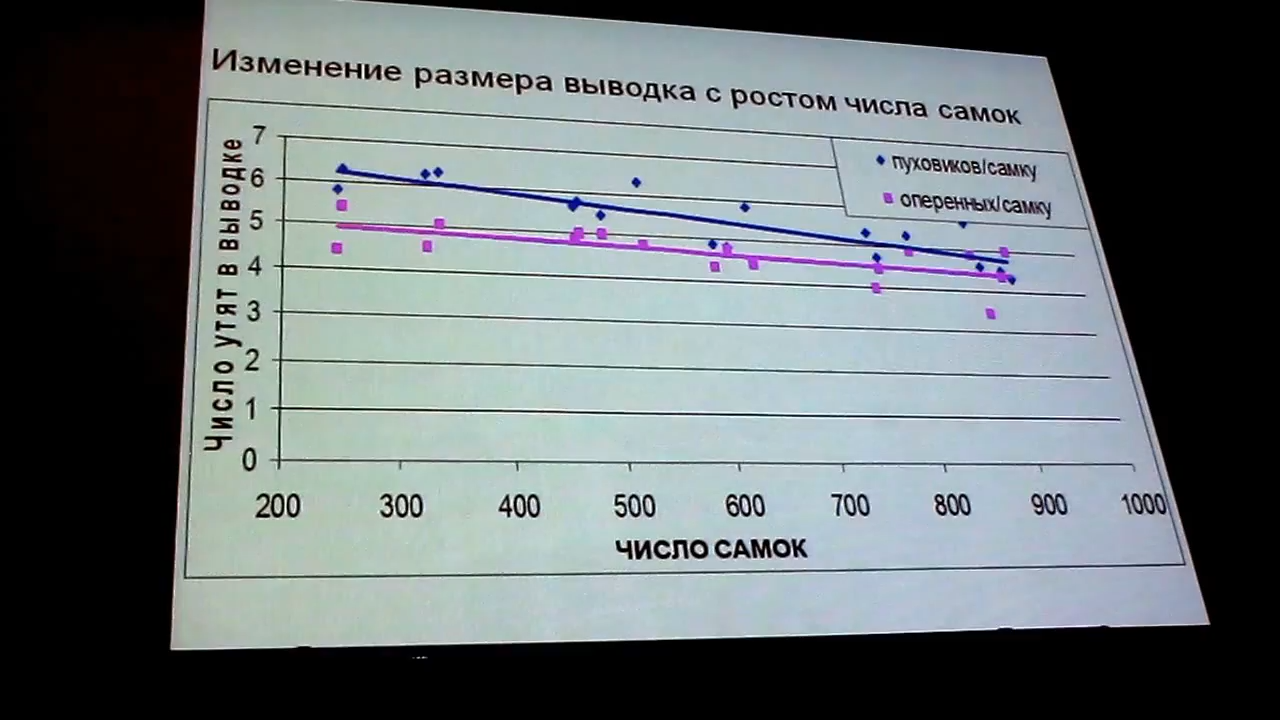 Изменение размера выводка с ростом числа самок
Число утят в выводке
7
6
5
4
3
2
1
0
пуховиков/самку
оперенных/самку
200 300 400 500 600 700 800 900 1000
ЧИСЛО САМОК